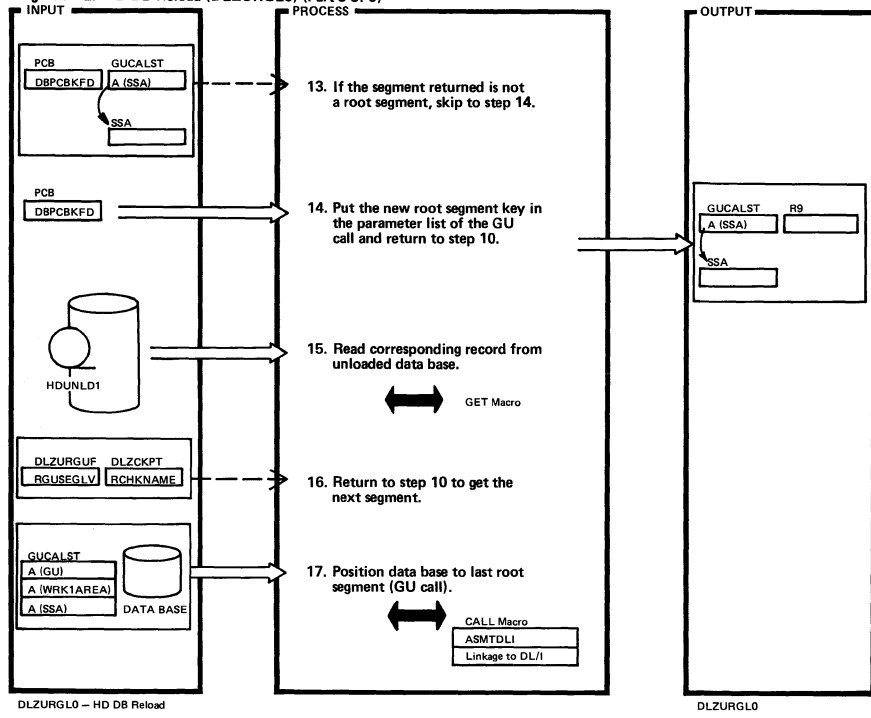 INPUT
PROCESS
OUTPUT
PCB GUCALST
DBPCBKFD A (SSA)
SSA
13. If the segment returned is not
a root segment, skip to step 14.
PCB
DBPCBKFD
14. Put the new root segment key in
the parameter list of the GU
call and return to step 10.
GUCALST R9
A (SSA)
SSA
HDUNLD1
15. Read corresponding record from
unloaded data base.
GET Macro
DLZURGUF DLZCKPT
RGUSEGLV RCHKNAME
16. Return to step 10 to get the
next segment.
GUCALST
A (GU)
A (WRK1AREA)
A (SSA)
DATA BASE
17. Position data base to last root
segment (GU call).
CALL Macro
ASMTDLI
Linkage to DL/I
DLZURGL0 – HD DB Reload
DLZURGL0